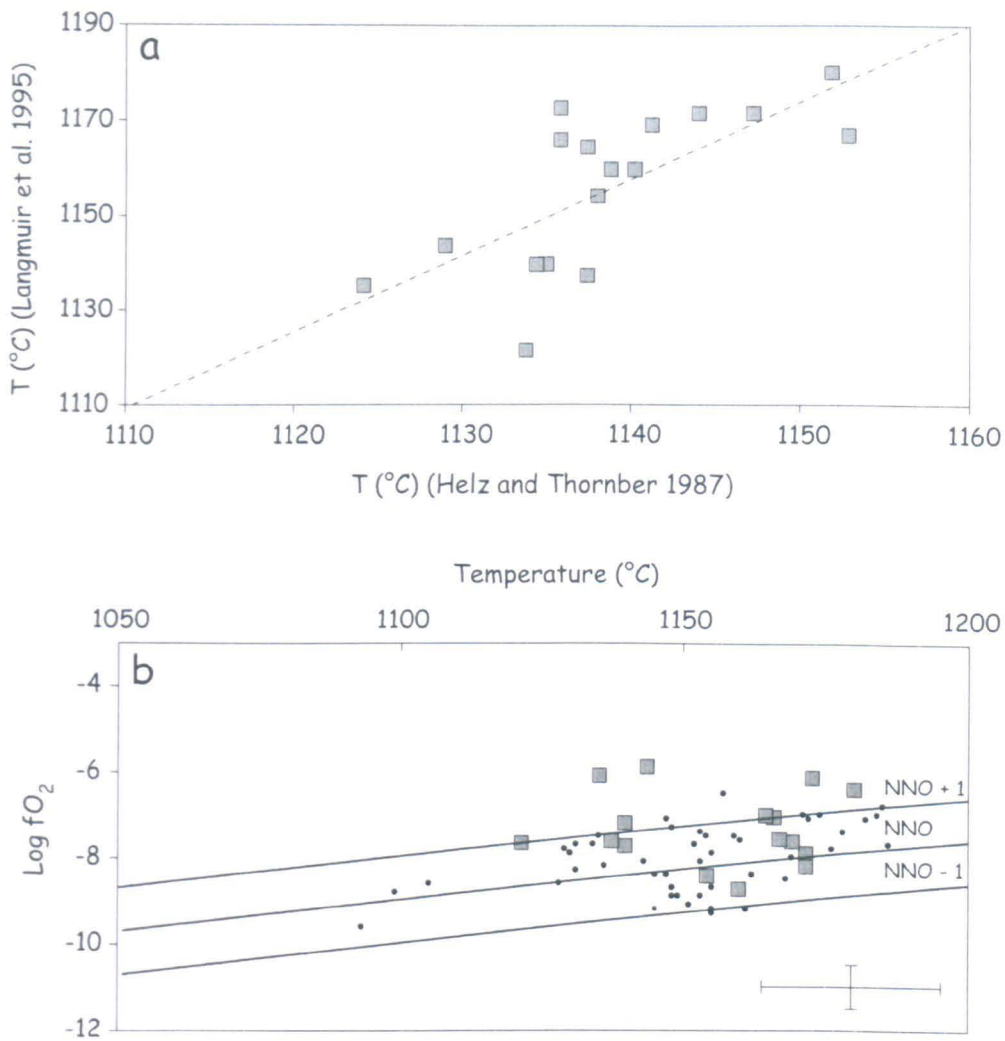 a
1190
1170
1150
1130
1110
T (°C) (Langmuir et al. 1995)
1110 1120 1130 1140 1150 1160
T (°C) (Helz and Thornber 1987)
Temperature (°C)
1050 1100 1150 1200
b
-4
-6
-8
-10
-12
Log fO₂
NNO + 1
NNO
NNO - 1